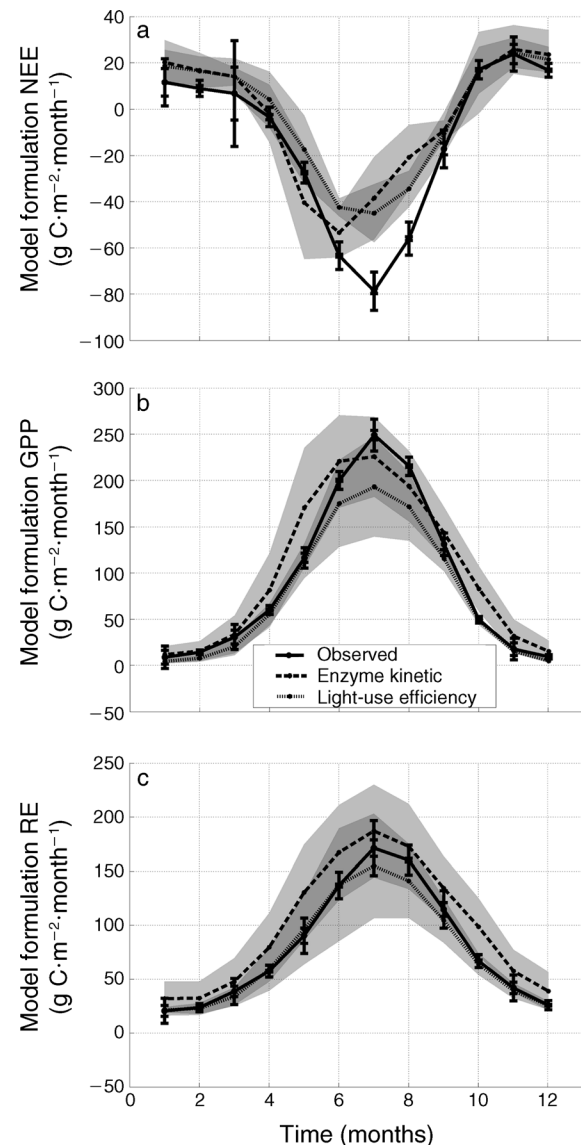 a
Model formulation NEE
(g C·m−2·month−1)
40
20
0
−20
−40
−60
−80
−100
b
Model formulation GPP
(g C·m−2·month−1)
300
250
200
150
100
50
0
−50
Observed
Enzyme kinetic
Light-use efficiency
c
Model formulation RE
(g C·m−2·month−1)
250
200
150
100
50
0
−50
0 2 4 6 8 10 12
Time (months)